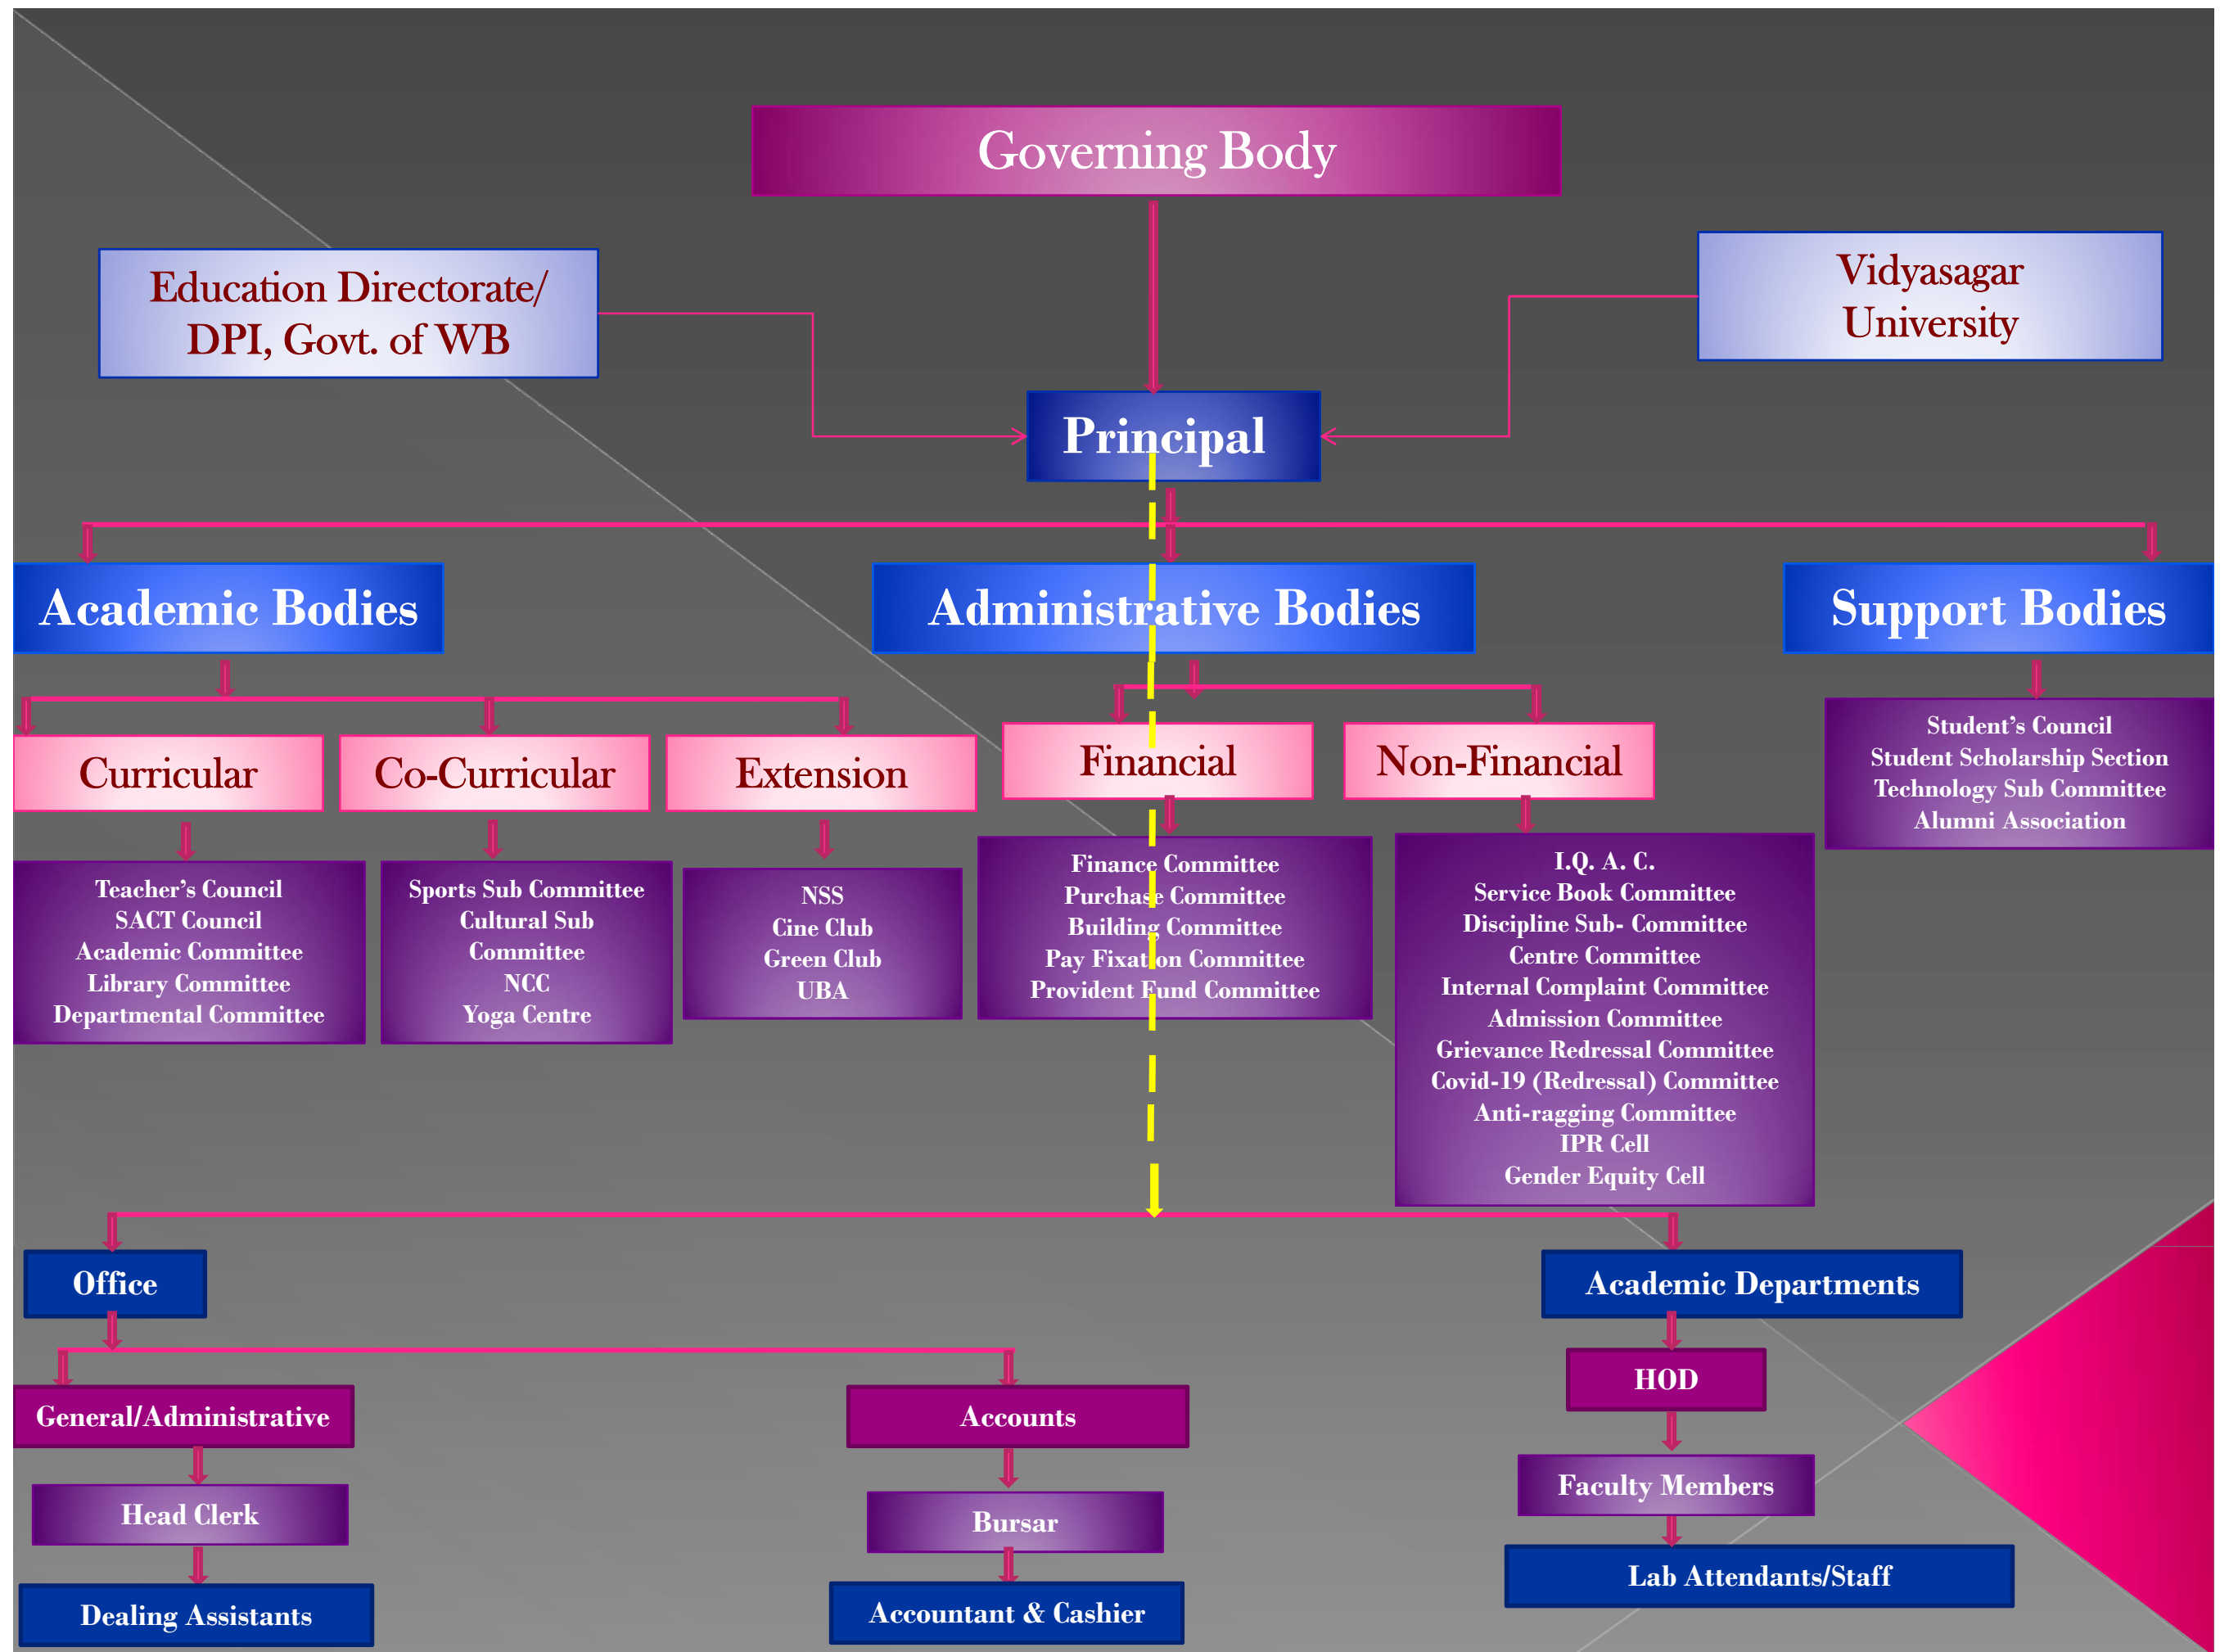 Governing Body
Education Directorate/
DPI, Govt. of WB
Vidyasagar
University
Principal
Academic Bodies
Administrative Bodies
Support Bodies
Curricular
Co-Curricular
Extension
Financial
Non-Financial
Student’s Council
Student Scholarship Section
Technology Sub Committee
Alumni Association
Teacher’s Council
SACT Council
Academic Committee
Library Committee
Departmental Committee
Sports Sub Committee
Cultural Sub
Committee
NCC
Yoga Centre
NSS
Cine Club
Green Club
UBA
Finance Committee
Purchase Committee
Building Committee
Pay Fixation Committee
Provident Fund Committee
I.Q. A. C.
Service Book Committee
Discipline Sub- Committee
Centre Committee
Internal Complaint Committee
Admission Committee
Grievance Redressal Committee
Covid-19 (Redressal) Committee
Anti-ragging Committee
IPR Cell
Gender Equity Cell
Office
Academic Departments
General/Administrative
Accounts
HOD
Head Clerk
Bursar
Faculty Members
Dealing Assistants
Accountant & Cashier
Lab Attendants/Staff